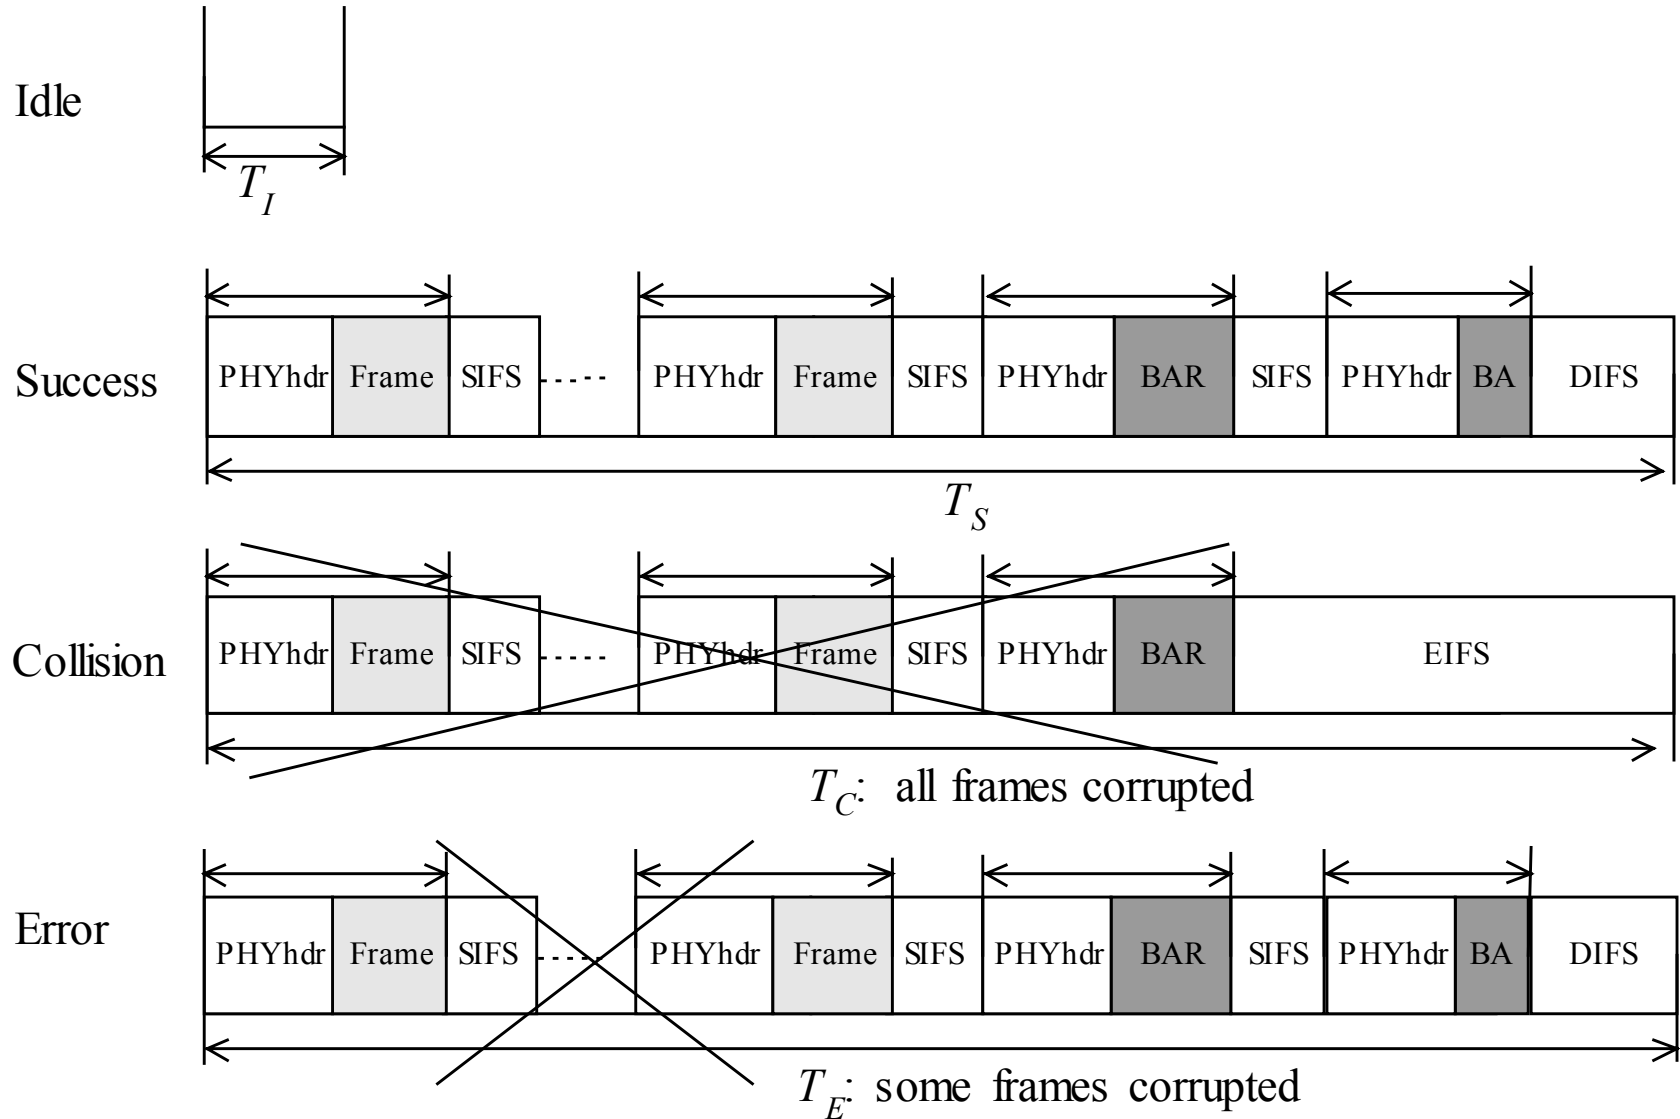 Idle
T_I
Success PHYhdr Frame SIFS PHYhdr Frame SIFS PHYhdr BAR SIFS PHYhdr BA DIFS
T_S
Collision PHYhdr Frame SIFS PHYhdr Frame SIFS PHYhdr BAR EIFS
T_C: all frames corrupted
Error PHYhdr Frame SIFS PHYhdr Frame SIFS PHYhdr BAR SIFS PHYhdr BA DIFS
T_E: some frames corrupted